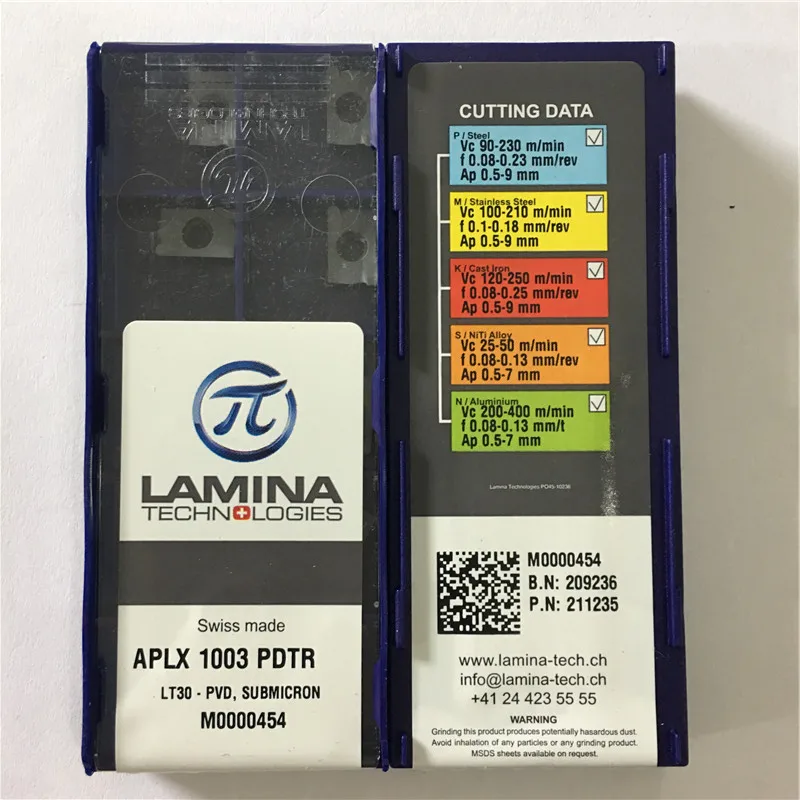 LAMINA
π
LAMINA
TECHNOLOGIES
Swiss made
APLX 1003 PDTR
LT30 - PVD, SUBMICRON
M0000454
CUTTING DATA
P / Steel
Vc 90-230 m/min
f 0.08-0.23 mm/rev
Ap 0.5-9 mm
M / Stainless Steel
Vc 100-210 m/min
f 0.1-0.18 mm/rev
Ap 0.5-9 mm
K / Cast Iron
Vc 120-250 m/min
f 0.08-0.25 mm/rev
Ap 0.5-9 mm
S / NiTi Alloy
Vc 25-50 m/min
f 0.08-0.13 mm/rev
Ap 0.5-7 mm
N / Aluminium
Vc 200-400 m/min
f 0.08-0.13 mm/t
Ap 0.5-7 mm
Lamina Technologies PO45-10238
M0000454
B.N: 209236
P.N: 211235
www.lamina-tech.ch
info@lamina-tech.ch
+41 24 423 55 55
WARNING
Grinding this product produces potentially hazardous dust.
Avoid inhalation of any particles or any grinding product.
MSDS sheets available on request.